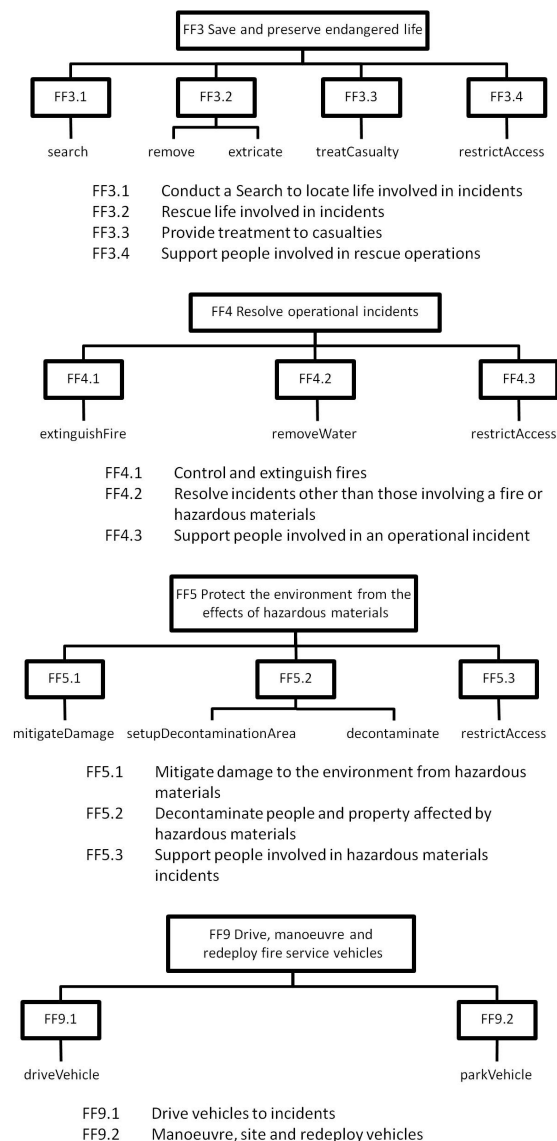 FF3 Save and preserve endangered life
FF3.1 FF3.2 FF3.3 FF3.4
search remove extricate treatCasualty restrictAccess
FF3.1 Conduct a Search to locate life involved in incidents
FF3.2 Rescue life involved in incidents
FF3.3 Provide treatment to casualties
FF3.4 Support people involved in rescue operations
FF4 Resolve operational incidents
FF4.1 FF4.2 FF4.3
extinguishFire removeWater restrictAccess
FF4.1 Control and extinguish fires
FF4.2 Resolve incidents other than those involving a fire or
hazardous materials
FF4.3 Support people involved in an operational incident
FF5 Protect the environment from the
effects of hazardous materials
FF5.1 FF5.2 FF5.3
mitigateDamage setupDecontaminationArea decontaminate restrictAccess
FF5.1 Mitigate damage to the environment from hazardous
materials
FF5.2 Decontaminate people and property affected by
hazardous materials
FF5.3 Support people involved in hazardous materials
incidents
FF9 Drive, manoeuvre and
redeploy fire service vehicles
FF9.1 FF9.2
driveVehicle parkVehicle
FF9.1 Drive vehicles to incidents
FF9.2 Manoeuvre, site and redeploy vehicles